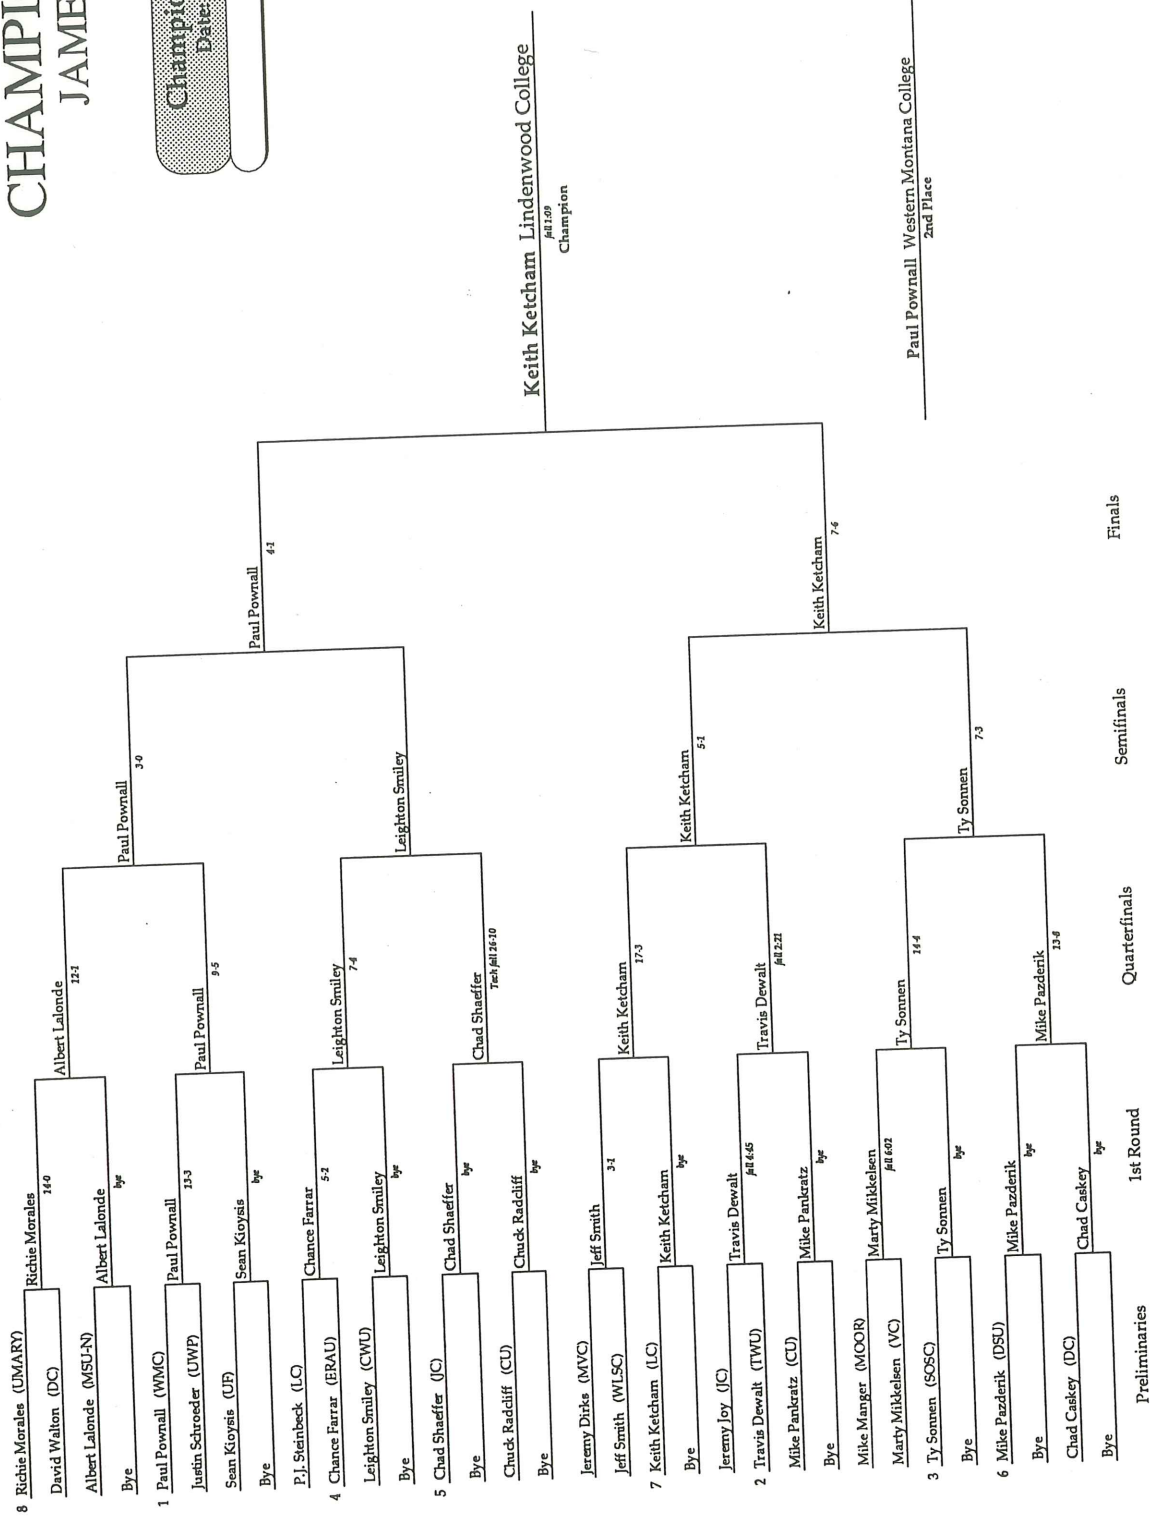 CHAMPI
JAME
Champio
Date:
8 Richie Morales (UMARY)
David Walton (DC)
Albert Lalonde (MSU-N)
Bye
1 Paul Pownall (WMC)
Justin Schroeder (UWP)
Sean Kioysis (UF)
Bye
P.J. Steinbeck (LC)
4 Chance Farrar (ERAU)
Leighton Smiley (CWU)
Bye
5 Chad Shaeffer (JC)
Bye
Chuck Radcliff (CU)
Bye
Jeremy Dirks (MVC)
Jeff Smith (WLSC)
7 Keith Ketcham (LC)
Bye
Jeremy Joy (JC)
2 Travis Dewalt (TWU)
Mike Pankratz (CU)
Bye
Mike Manger (MOOR)
Marty Mikkelsen (VC)
3 Ty Sonnen (SOSC)
Bye
6 Mike Pazderik (DSU)
Bye
Chad Caskey (DC)
Bye
Preliminaries
Richie Morales
14-0
Albert Lalonde
bye
Paul Pownall
13-3
Sean Kioysis
bye
Chance Farrar
5-2
Leighton Smiley
bye
Chad Shaeffer
bye
Chuck Radcliff
bye
Jeff Smith
3-1
Keith Ketcham
bye
Travis Dewalt
fall 4:45
Mike Pankratz
bye
Marty Mikkelsen
fall 6:02
Ty Sonnen
bye
Mike Pazderik
bye
Chad Caskey
bye
1st Round
Albert Lalonde
12-1
Paul Pownall
9-5
Leighton Smiley
7-4
Chad Shaeffer
Tech fall 26-10
Keith Ketcham
17-3
Travis Dewalt
fall 2:21
Ty Sonnen
14-4
Mike Pazderik
13-8
Quarterfinals
Paul Pownall
3-0
Leighton Smiley
Keith Ketcham
5-1
Ty Sonnen
7-3
Semifinals
Paul Pownall
4-1
Keith Ketcham
7-6
Finals
Keith Ketcham Lindenwood College
fall 1:09
Champion
Paul Pownall Western Montana College
2nd Place